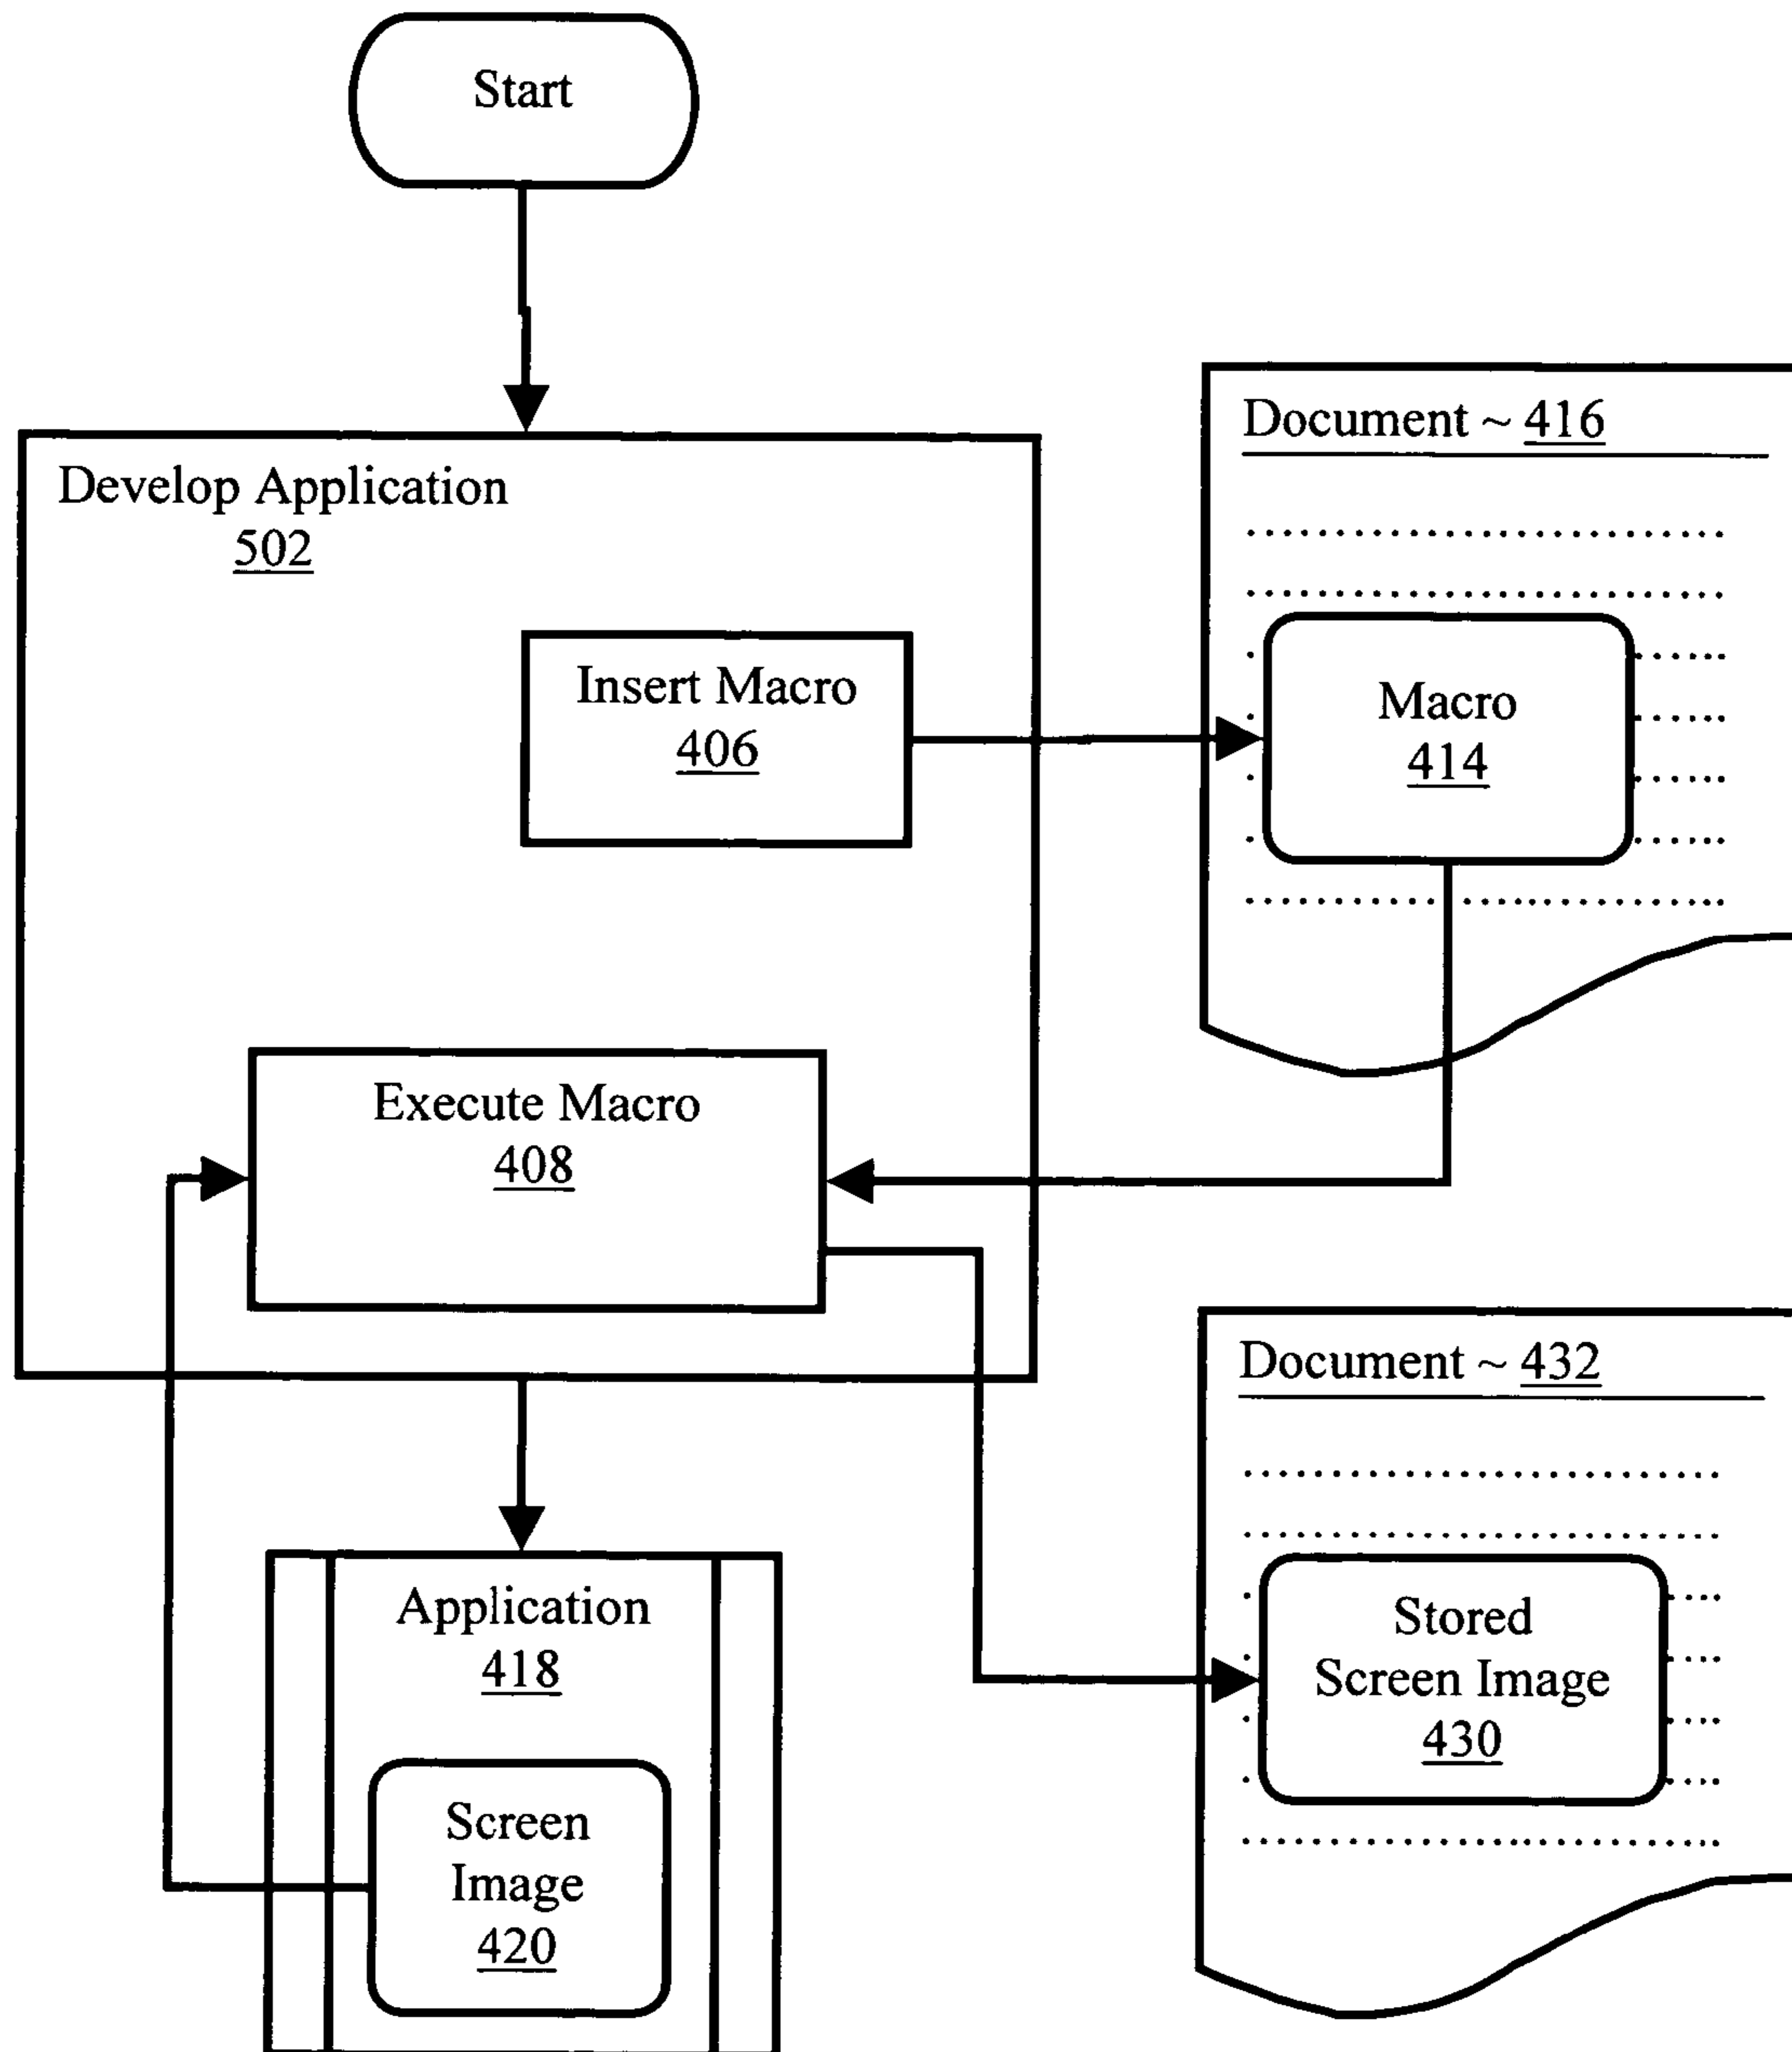 Start
Develop Application
502
Insert Macro
406
Document ~ 416
Macro
414
Execute Macro
408
Document ~ 432
Application
418
Stored
Screen Image
430
Screen
Image
420